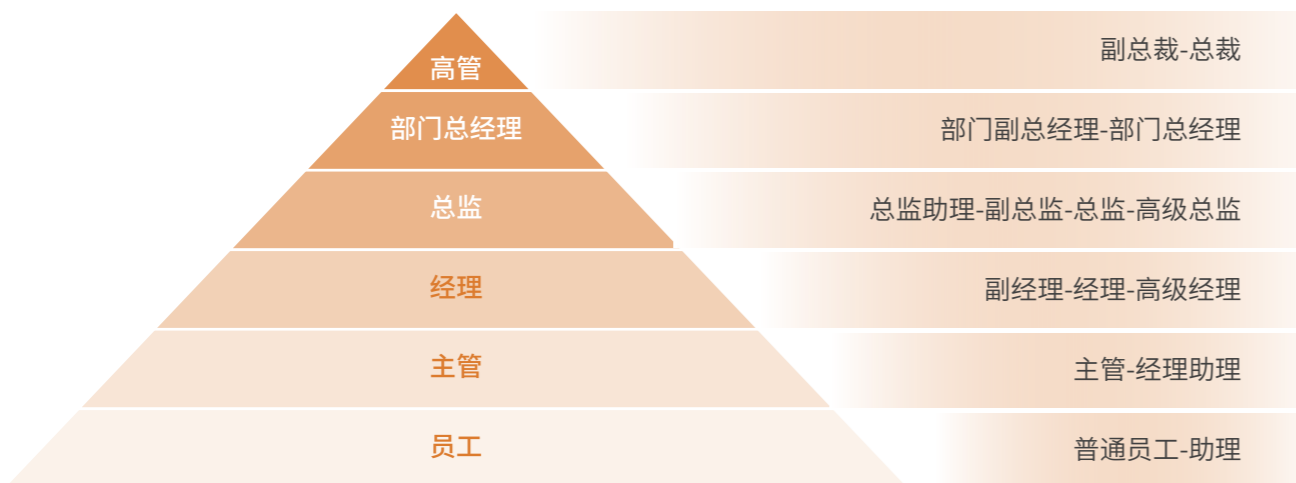 高管
副总裁-总裁
部门总经理
部门副总经理-部门总经理
总监
总监助理-副总监-总监-高级总监
经理
副经理-经理-高级经理
主管
主管-经理助理
员工
普通员工-助理